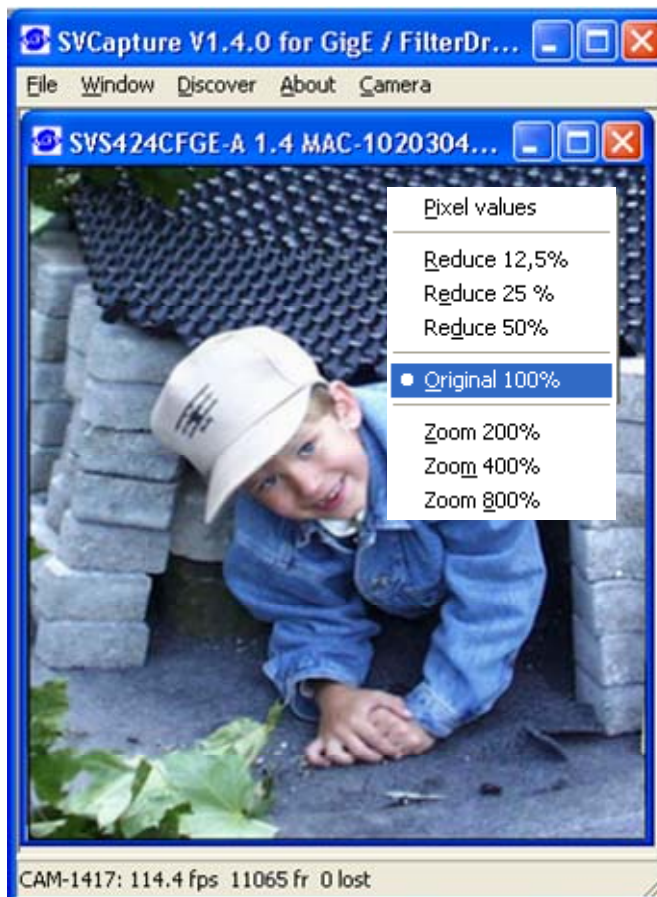 SVCapture V1.4.0 for GigE / FilterDr...
File Window Discover About Camera
SVS424CFGE-A 1.4 MAC-1020304...
Pixel values
Reduce 12,5%
Reduce 25 %
Reduce 50%
Original 100%
Zoom 200%
Zoom 400%
Zoom 800%
CAM-1417: 114.4 fps 11065 fr 0 lost